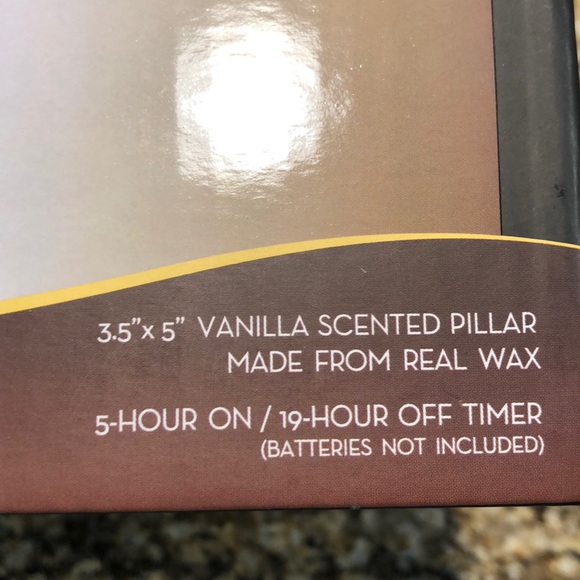 3.5"x 5" VANILLA SCENTED PILLAR
MADE FROM REAL WAX
5-HOUR ON / 19-HOUR OFF TIMER
(BATTERIES NOT INCLUDED)